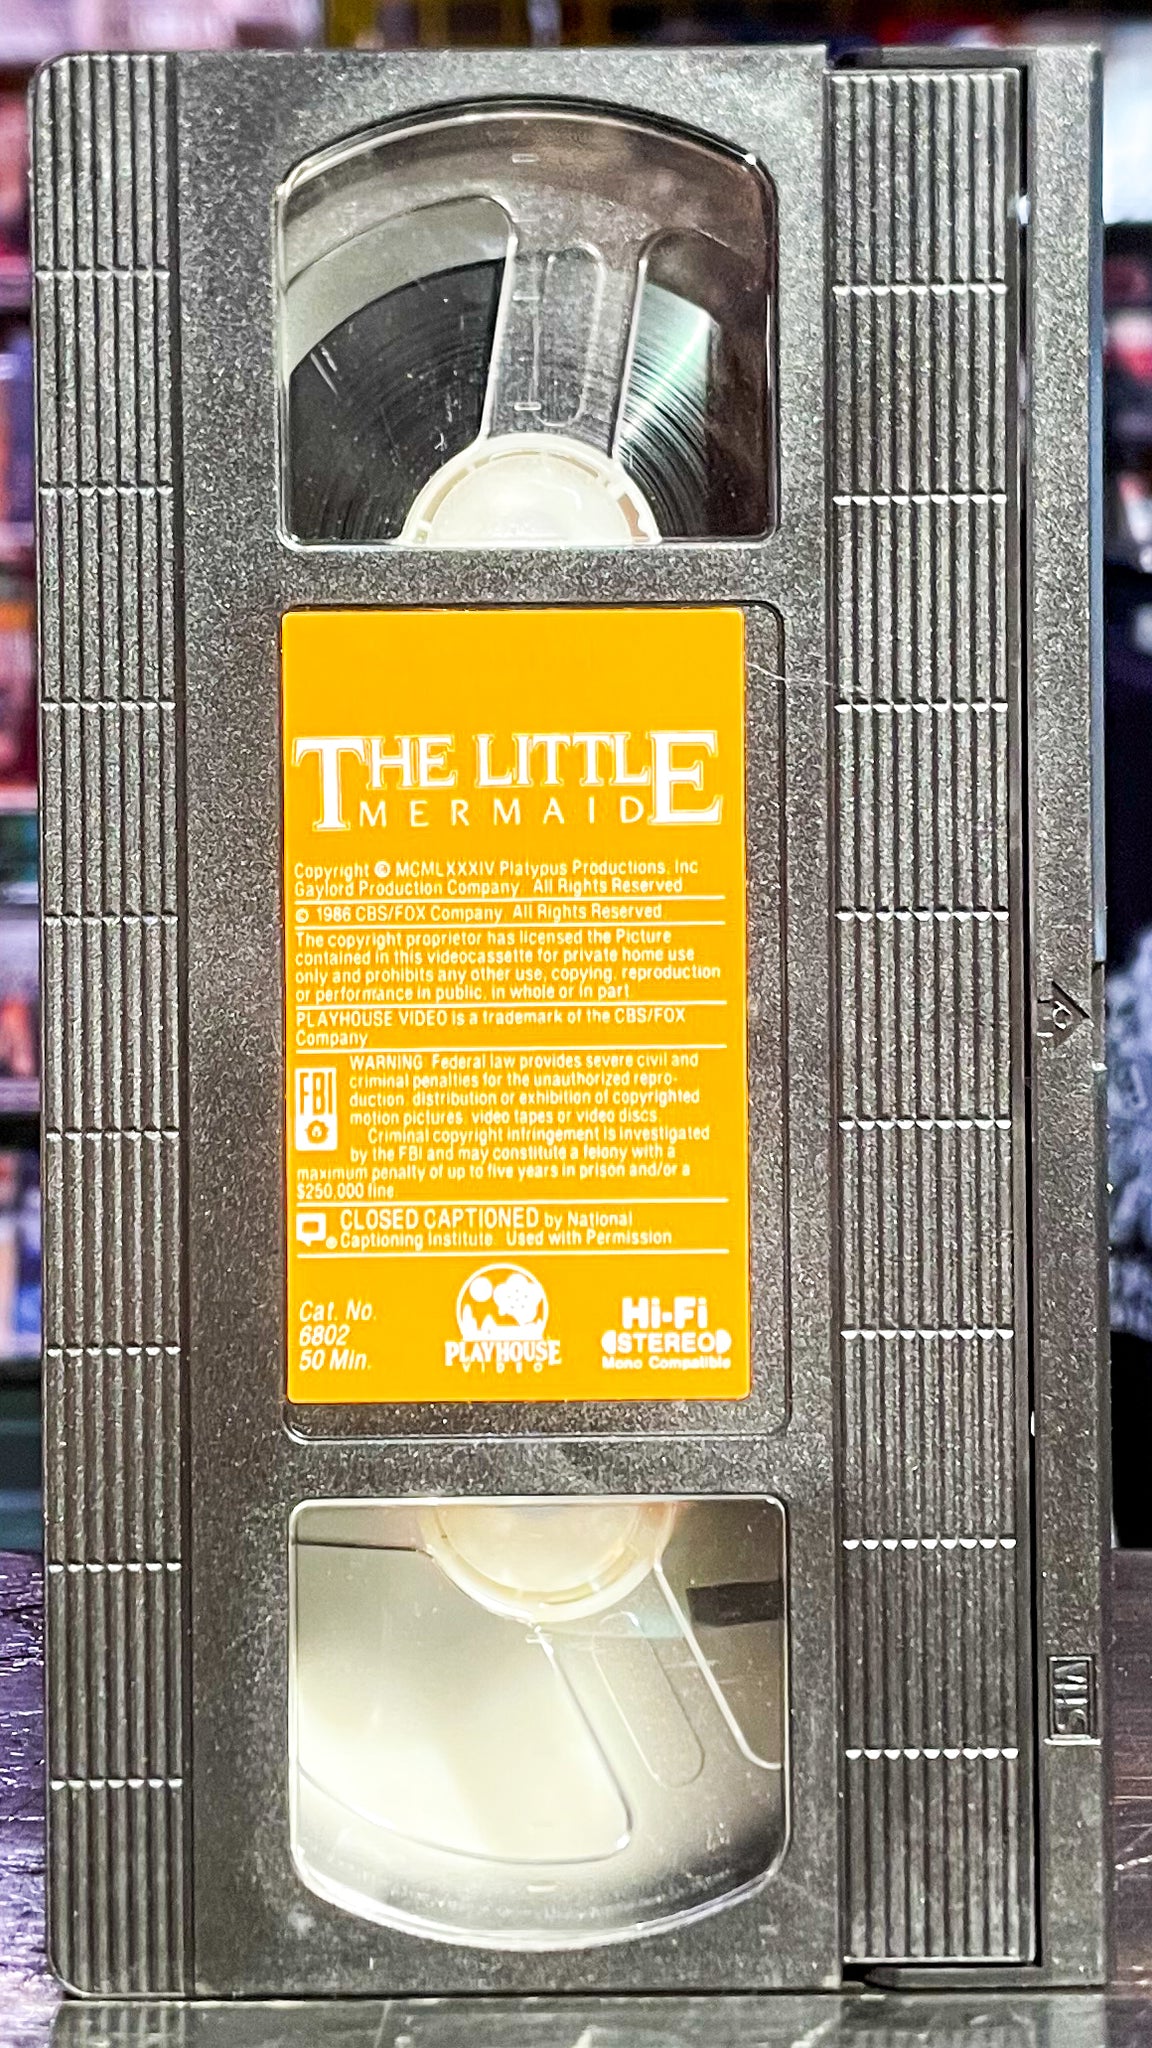 THE LITTLE
MERMAID
Copyright © MCMLXXXIV Platypus Productions, Inc
Gaylord Production Company. All Rights Reserved
© 1986 CBS/FOX Company. All Rights Reserved
The copyright proprietor has licensed the Picture
contained in this videocassette for private home use
only and prohibits any other use, copying, reproduction
or performance in public, in whole or in part
PLAYHOUSE VIDEO is a trademark of the CBS/FOX
Company
FBI
WARNING Federal law provides severe civil and
criminal penalties for the unauthorized repro-
duction, distribution or exhibition of copyrighted
motion pictures, video tapes or video discs
Criminal copyright infringement is investigated
by the FBI and may constitute a felony with a
maximum penalty of up to five years in prison and/or a
$250,000 fine.
CLOSED CAPTIONED by National
® Captioning Institute. Used with Permission
Cat. No.
6802
50 Min.
PLAYHOUSE
VIDEO
Hi-Fi
STEREO
Mono Compatible
VHS